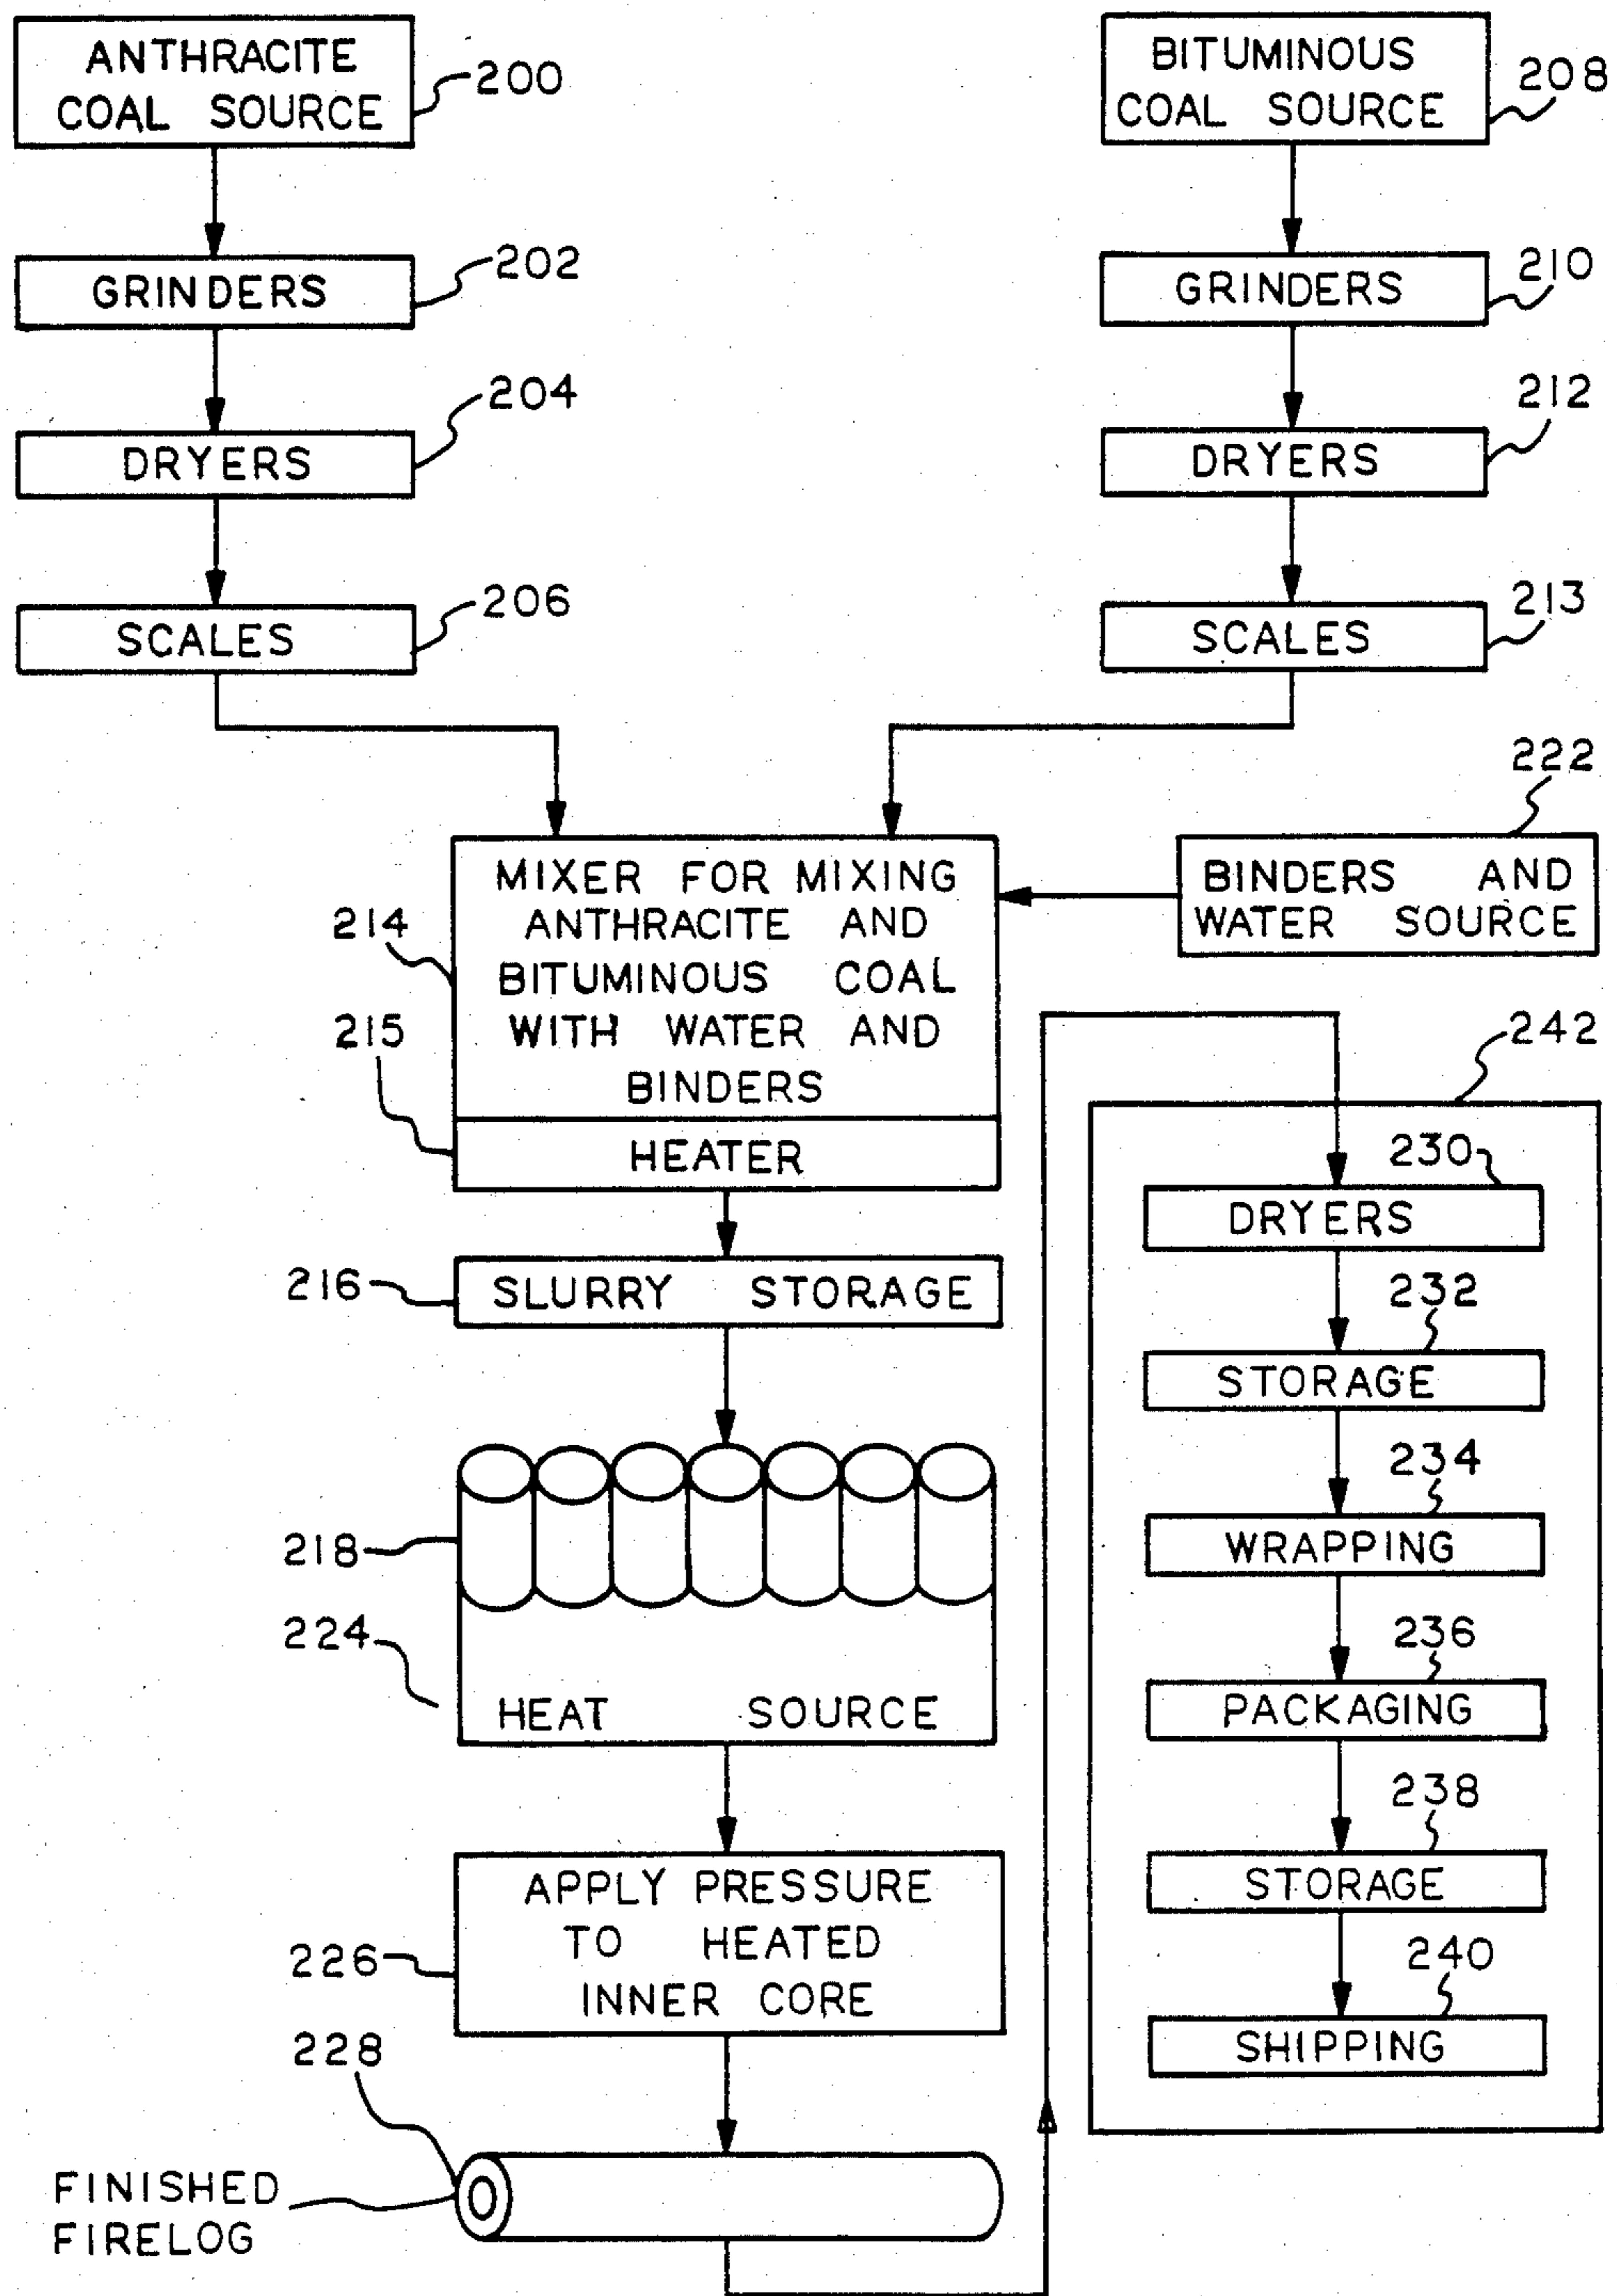 ANTHRACITE
COAL SOURCE
200
GRINDERS
202
DRYERS
204
SCALES
206
BITUMINOUS
COAL SOURCE
208
GRINDERS
210
DRYERS
212
SCALES
213
222
BINDERS AND
WATER SOURCE
214
MIXER FOR MIXING
ANTHRACITE AND
BITUMINOUS COAL
WITH WATER AND
BINDERS
215
HEATER
216
SLURRY STORAGE
218
224
HEAT SOURCE
226
APPLY PRESSURE
TO HEATED
INNER CORE
228
FINISHED
FIRELOG
242
230
DRYERS
232
STORAGE
234
WRAPPING
236
PACKAGING
238
STORAGE
240
SHIPPING